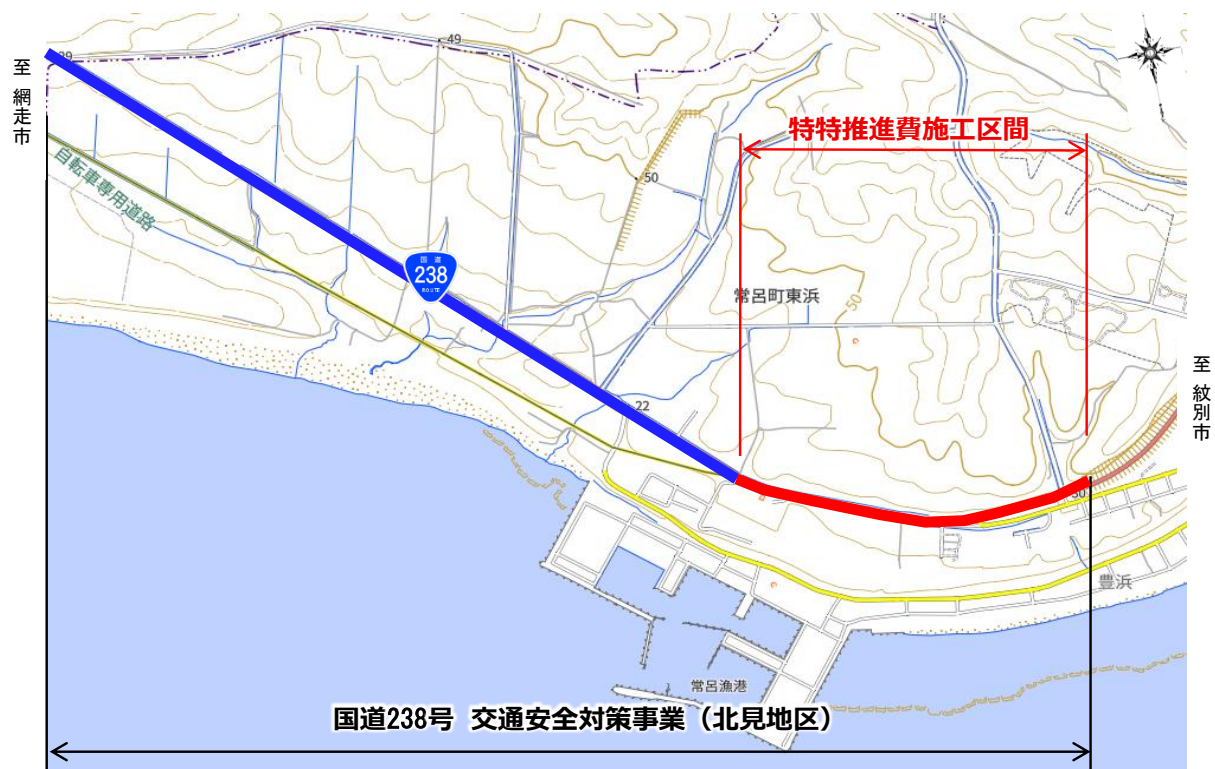 49
39
至 網走市
特特推進費施工区間
50
自転車専用道路
国道
238
ROUTE
常呂町東浜
50
至 紋別市
22
50
豊浜
常呂漁港
国道238号 交通安全対策事業（北見地区）